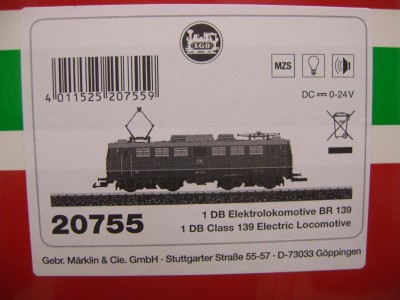 LGB
MZS
4 011525 207559
DC 0-24V
20755
1 DB Elektrolokomotive BR 139
1 DB Class 139 Electric Locomotive
Gebr. Märklin & Cie. GmbH · Stuttgarter Straße 55-57 · D-73033 Göppingen